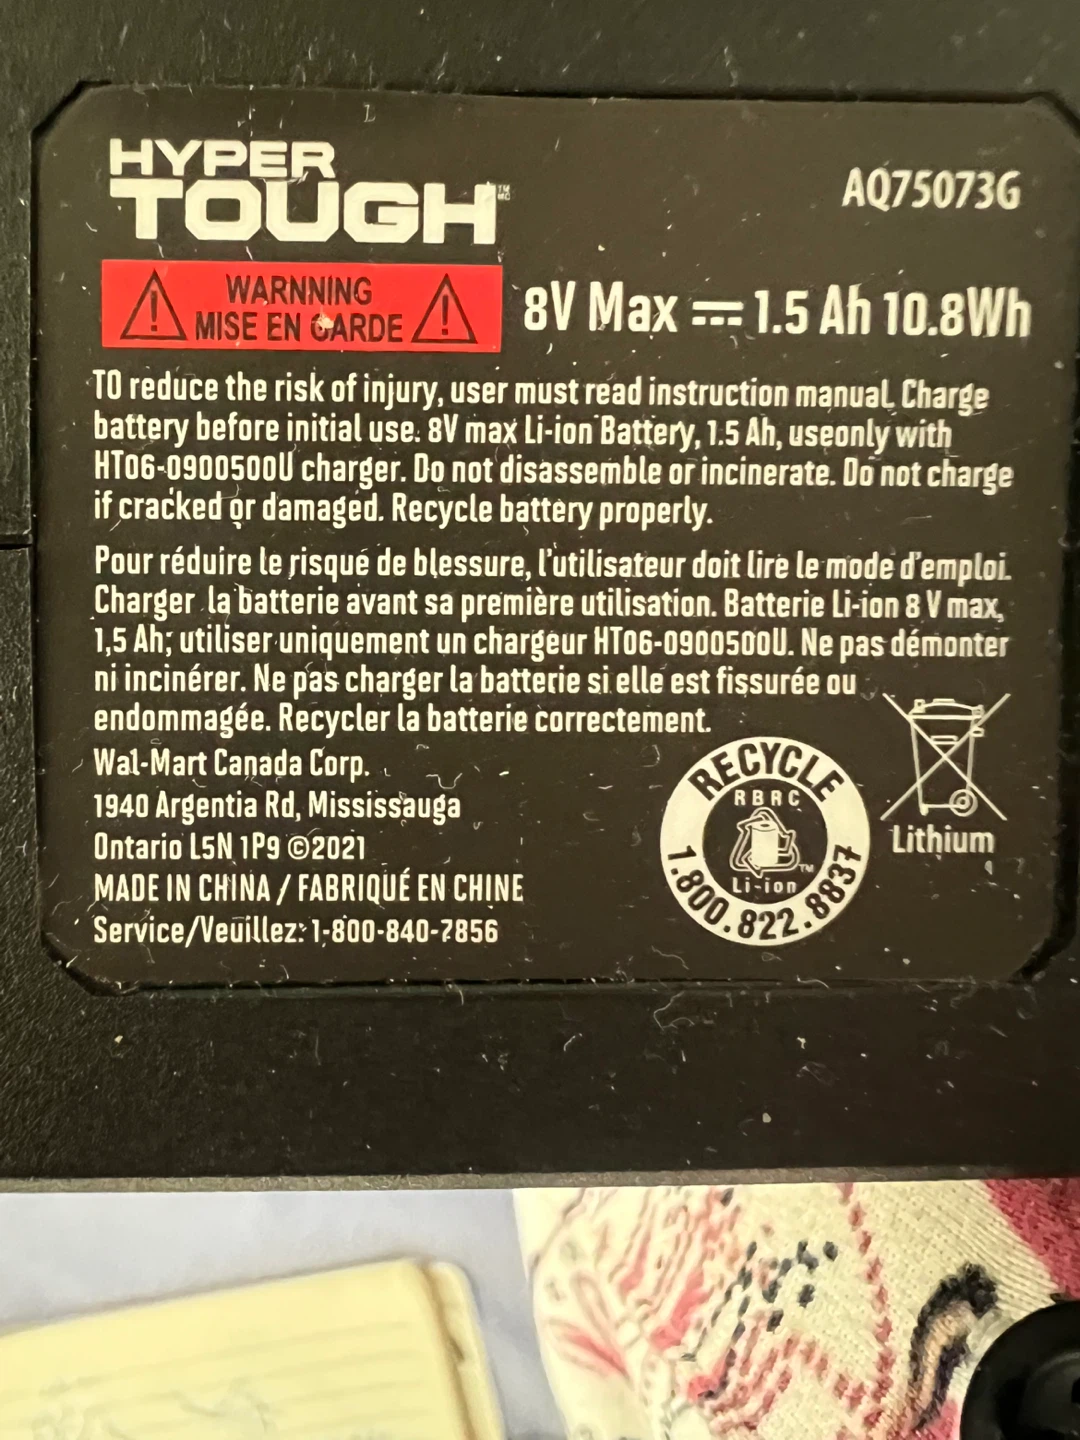 HYPER
TOUGH™
MC
AQ75073G
WARNNING
MISE EN GARDE
8V Max ⎓ 1.5 Ah 10.8Wh
TO reduce the risk of injury, user must read instruction manual. Charge
battery before initial use. 8V max Li-ion Battery, 1.5 Ah, useonly with
HT06-0900500U charger. Do not disassemble or incinerate. Do not charge
if cracked or damaged. Recycle battery properly.
Pour réduire le risque de blessure, l'utilisateur doit lire le mode d'emploi.
Charger la batterie avant sa première utilisation. Batterie Li-ion 8 V max,
1,5 Ah; utiliser uniquement un chargeur HT06-0900500U. Ne pas démonter
ni incinérer. Ne pas charger la batterie si elle est fissurée ou
endommagée. Recycler la batterie correctement.
Wal-Mart Canada Corp.
1940 Argentia Rd, Mississauga
Ontario L5N 1P9 ©2021
MADE IN CHINA / FABRIQUÉ EN CHINE
Service/Veuillez: 1-800-840-7856
RECYCLE
RBRC
TM
Li-ion
1.800.822.8837
Lithium